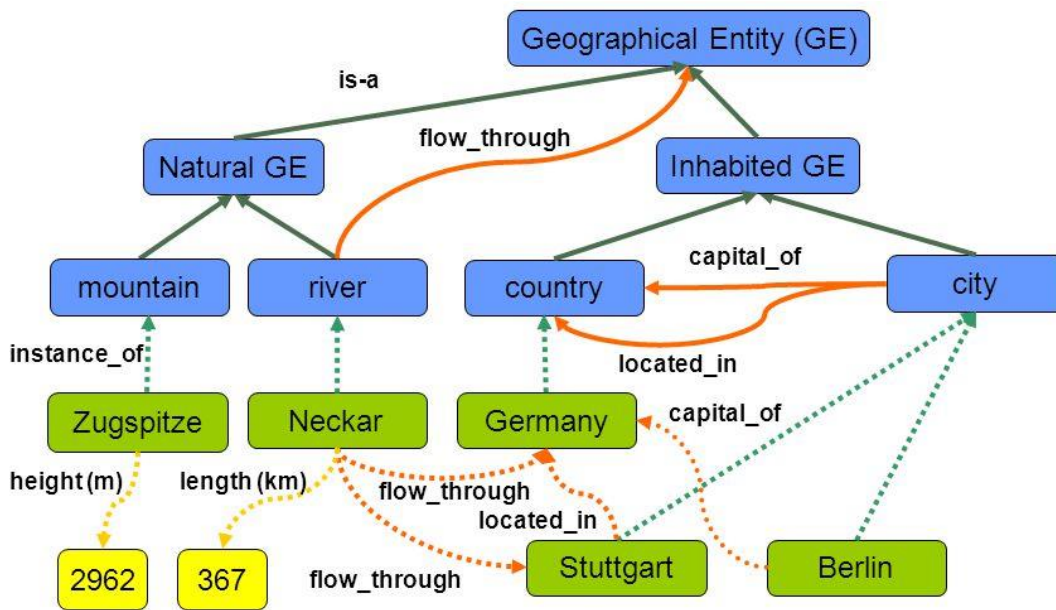 Geographical Entity (GE)
is-a
flow_through
Natural GE
Inhabited GE
capital_of
mountain
river
country
city
instance_of
located_in
Zugspitze
Neckar
Germany
capital_of
height (m)
length (km)
flow_through
located_in
2962
367
flow_through
Stuttgart
Berlin